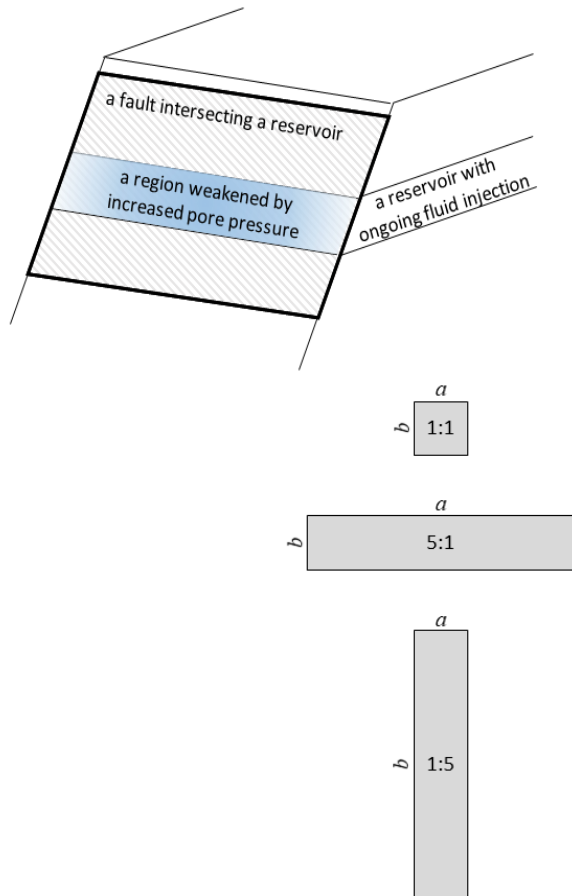 a fault intersecting a reservoir
a region weakened by
increased pore pressure
a reservoir with
ongoing fluid injection
a
b
1:1
a
b
5:1
a
b
1:5